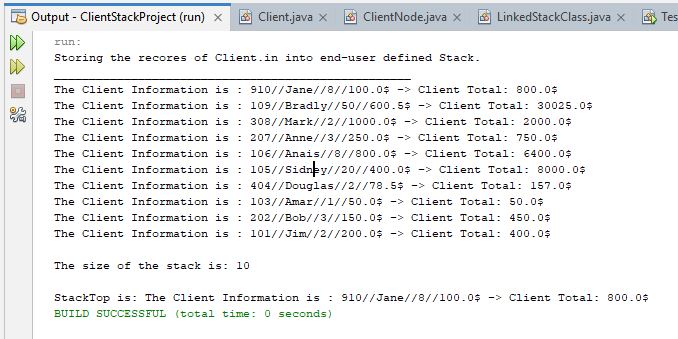 Output - ClientStackProject (run) × Client.java × ClientNode.java × LinkedStackClass.java × Tes
run:
Storing the recores of Client.in into end-user defined Stack.
The Client Information is : 910//Jane//8//100.0$ -> Client Total: 800.0$
The Client Information is : 109//Bradly//50//600.5$ -> Client Total: 30025.0$
The Client Information is : 308//Mark//2//1000.0$ -> Client Total: 2000.0$
The Client Information is : 207//Anne//3//250.0$ -> Client Total: 750.0$
The Client Information is : 106//Anais//8//800.0$ -> Client Total: 6400.0$
The Client Information is : 105//Sidney//20//400.0$ -> Client Total: 8000.0$
The Client Information is : 404//Douglas//2//78.5$ -> Client Total: 157.0$
The Client Information is : 103//Amar//1//50.0$ -> Client Total: 50.0$
The Client Information is : 202//Bob//3//150.0$ -> Client Total: 450.0$
The Client Information is : 101//Jim//2//200.0$ -> Client Total: 400.0$
The size of the stack is: 10
StackTop is: The Client Information is : 910//Jane//8//100.0$ -> Client Total: 800.0$
BUILD SUCCESSFUL (total time: 0 seconds)